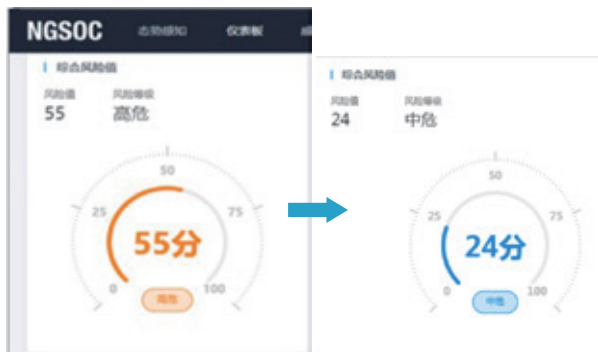 NGSOC 态势感知 仪表板
综合风险值
风险值 风险等级
55 高危
50
25 75
55分
0 100
高危
综合风险值
风险值 风险等级
24 中危
50
25 75
24分
0 100
中危